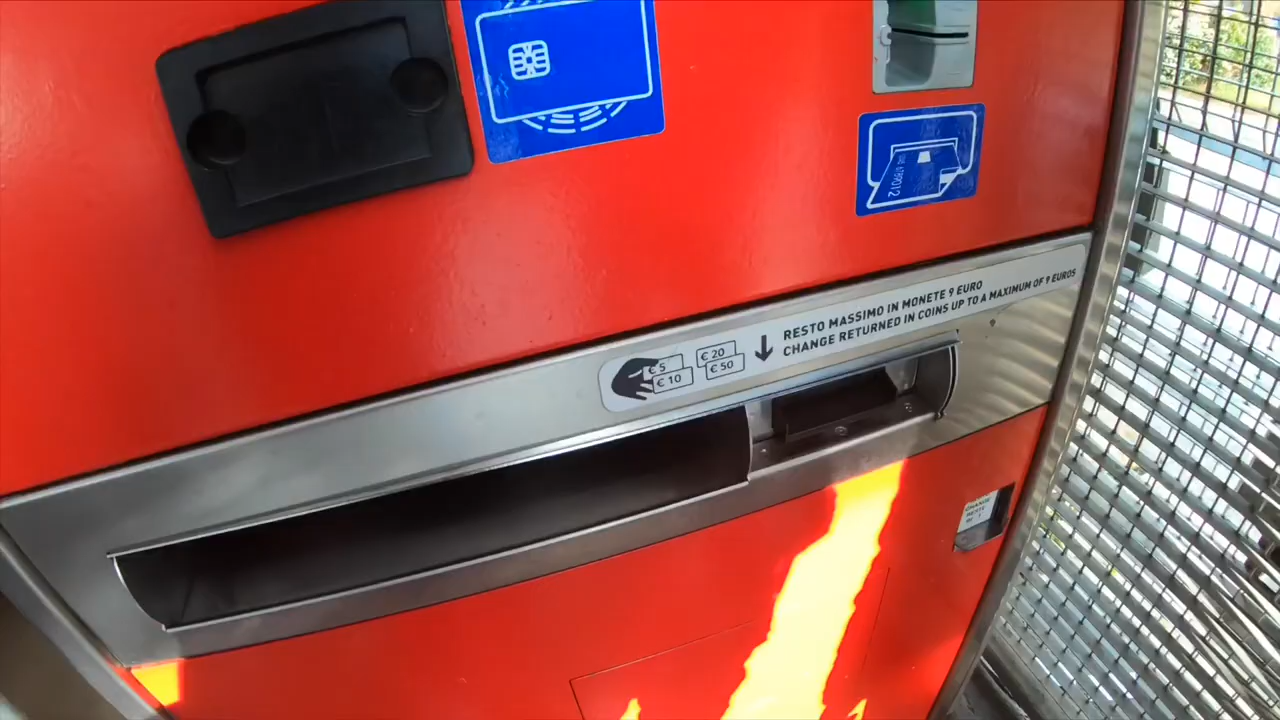 RESTO MASSIMO IN MONETE 9 EURO
CHANGE RETURNED IN COINS UP TO A MAXIMUM OF 9 EUROS
€ 5
€ 20
€ 10
€ 50
CHANGE